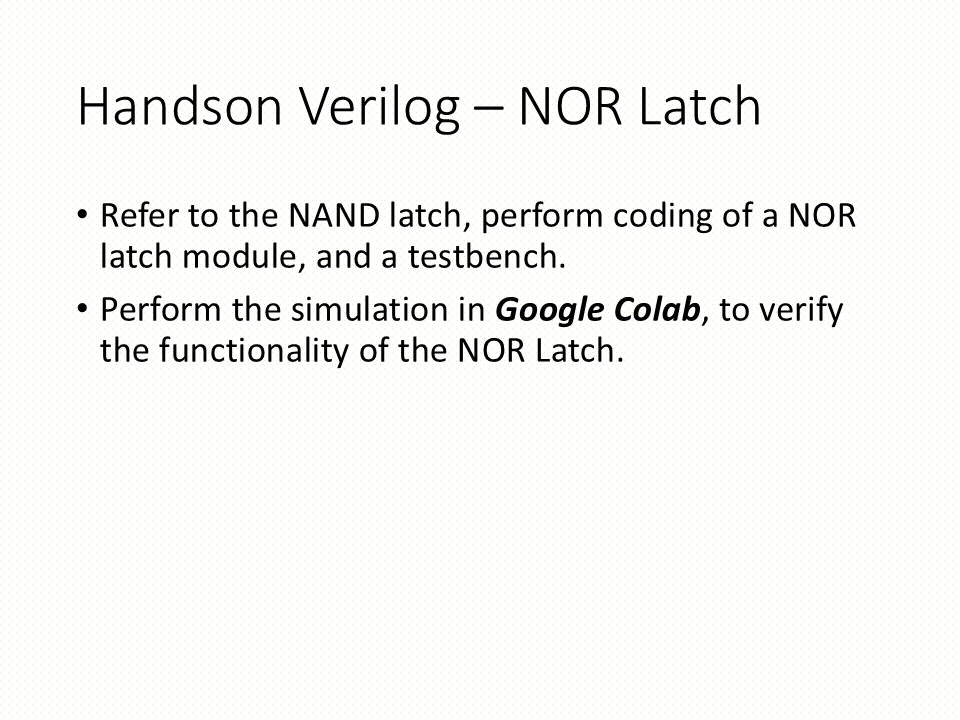 Handson Verilog – NOR Latch
• Refer to the NAND latch, perform coding of a NOR
latch module, and a testbench.
• Perform the simulation in Google Colab, to verify
the functionality of the NOR Latch.